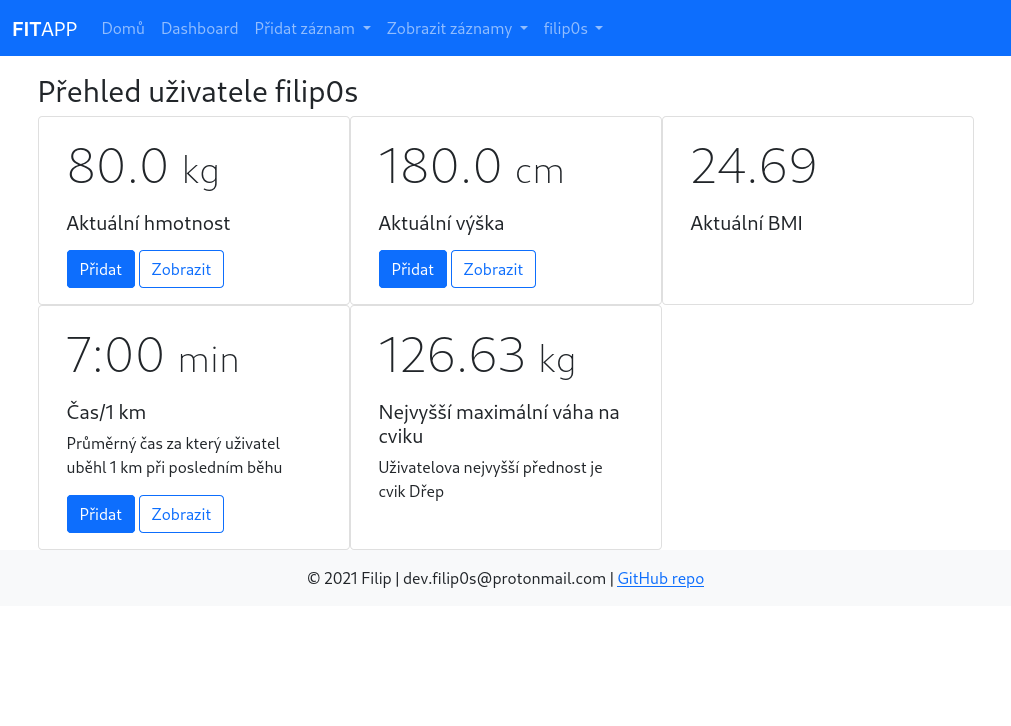 FITAPP Domů Dashboard Přidat záznam Zobrazit záznamy filip0s
Přehled uživatele filip0s
80.0 kg
Aktuální hmotnost
Přidat Zobrazit
180.0 cm
Aktuální výška
Přidat Zobrazit
24.69
Aktuální BMI
7:00 min
Čas/1 km
Průměrný čas za který uživatel
uběhl 1 km při posledním běhu
Přidat Zobrazit
126.63 kg
Nejvyšší maximální váha na
cviku
Uživatelova nejvyšší přednost je
cvik Dřep
© 2021 Filip | dev.filip0s@protonmail.com | GitHub repo